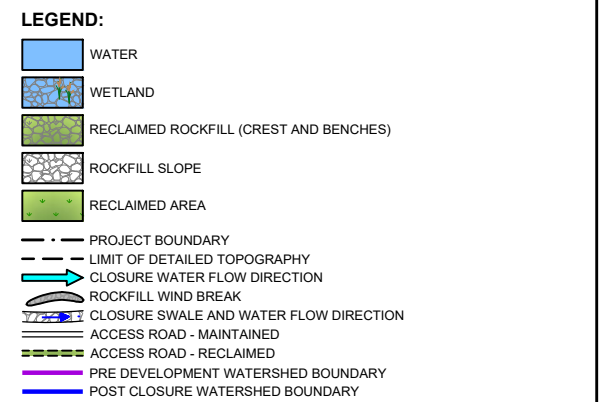 LEGEND:
WATER
WETLAND
RECLAIMED ROCKFILL (CREST AND BENCHES)
ROCKFILL SLOPE
RECLAIMED AREA
PROJECT BOUNDARY
LIMIT OF DETAILED TOPOGRAPHY
CLOSURE WATER FLOW DIRECTION
ROCKFILL WIND BREAK
CLOSURE SWALE AND WATER FLOW DIRECTION
ACCESS ROAD - MAINTAINED
ACCESS ROAD - RECLAIMED
PRE DEVELOPMENT WATERSHED BOUNDARY
POST CLOSURE WATERSHED BOUNDARY